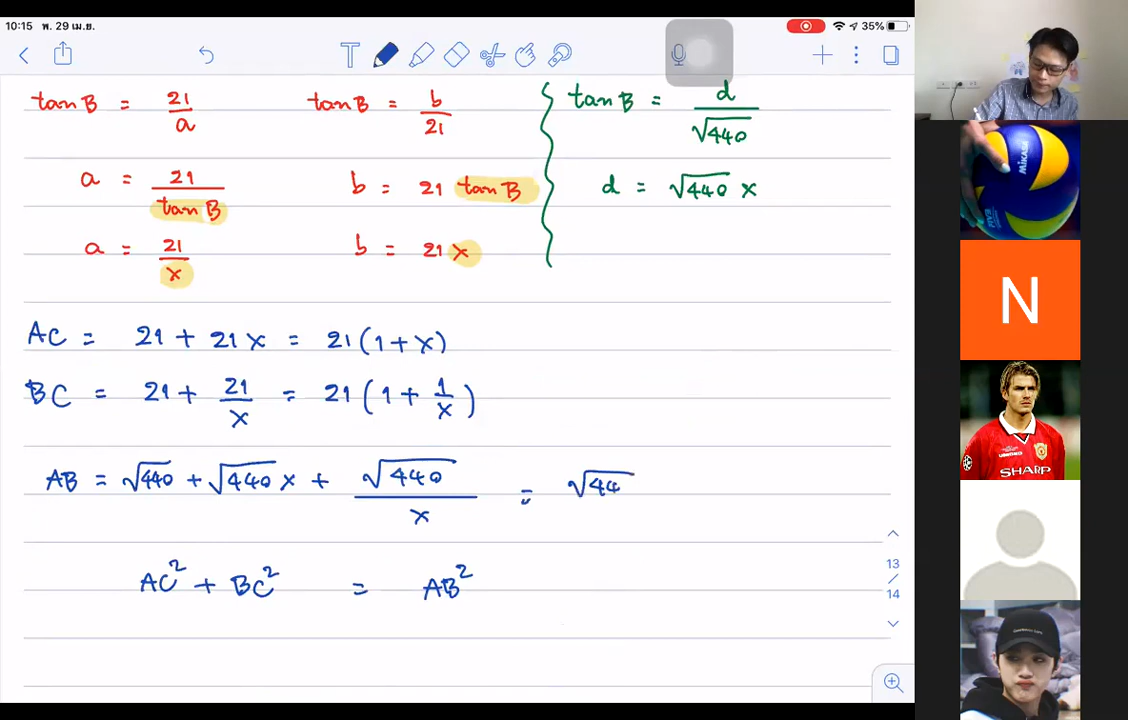 10:15 พ. 29 เม.ย. 35%
T
tan B = 21/a tan B = b/21 tan B = d/√440
a = 21/tan B b = 21 tan B d = √440 x
a = 21/x b = 21 x
AC = 21 + 21x = 21(1+x)
BC = 21 + 21/x = 21(1 + 1/x)
AB = √440 + √440 x + √440/x = √44
AC² + BC² = AB²
13
/
14
MIKASA
N
SHARP